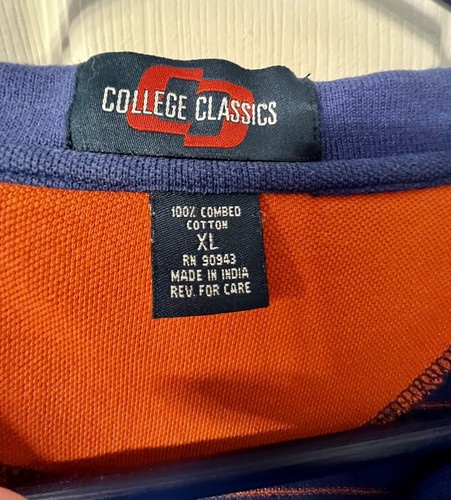 COLLEGE CLASSICS
100% COMBED
COTTON
XL
RN 90943
MADE IN INDIA
REV. FOR CARE